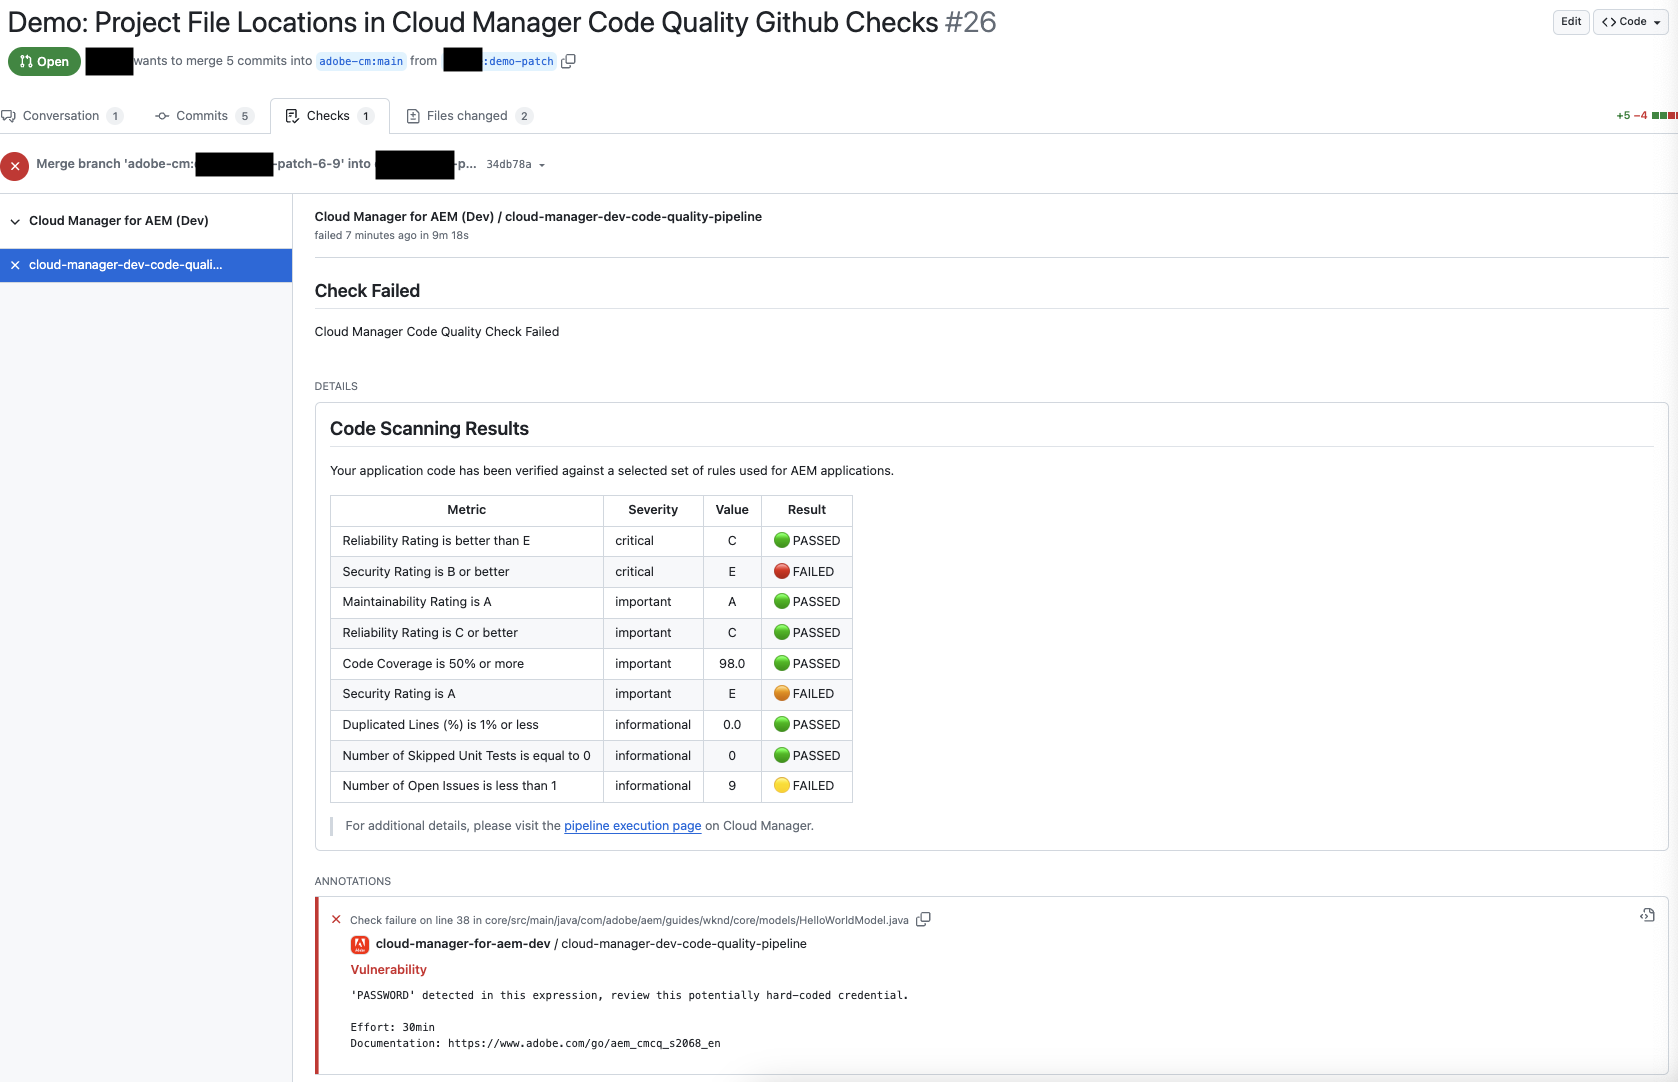 Demo: Project File Locations in Cloud Manager Code Quality Github Checks #26
Edit
Code
Open
wants to merge 5 commits into adobe-cm:main from :demo-patch
Conversation 1
Commits 5
Checks 1
Files changed 2
+5 −4
Merge branch 'adobe-cm: -patch-6-9' into -p... 34db78a
Cloud Manager for AEM (Dev)
cloud-manager-dev-code-quali...
Cloud Manager for AEM (Dev) / cloud-manager-dev-code-quality-pipeline
failed 7 minutes ago in 9m 18s
Check Failed
Cloud Manager Code Quality Check Failed
DETAILS
Code Scanning Results
Your application code has been verified against a selected set of rules used for AEM applications.
Metric Severity Value Result
Reliability Rating is better than E critical C PASSED
Security Rating is B or better critical E FAILED
Maintainability Rating is A important A PASSED
Reliability Rating is C or better important C PASSED
Code Coverage is 50% or more important 98.0 PASSED
Security Rating is A important E FAILED
Duplicated Lines (%) is 1% or less informational 0.0 PASSED
Number of Skipped Unit Tests is equal to 0 informational 0 PASSED
Number of Open Issues is less than 1 informational 9 FAILED
For additional details, please visit the pipeline execution page on Cloud Manager.
ANNOTATIONS
Check failure on line 38 in core/src/main/java/com/adobe/aem/guides/wknd/core/models/HelloWorldModel.java
cloud-manager-for-aem-dev / cloud-manager-dev-code-quality-pipeline
Vulnerability
'PASSWORD' detected in this expression, review this potentially hard-coded credential.
Effort: 30min
Documentation: https://www.adobe.com/go/aem_cmcq_s2068_en